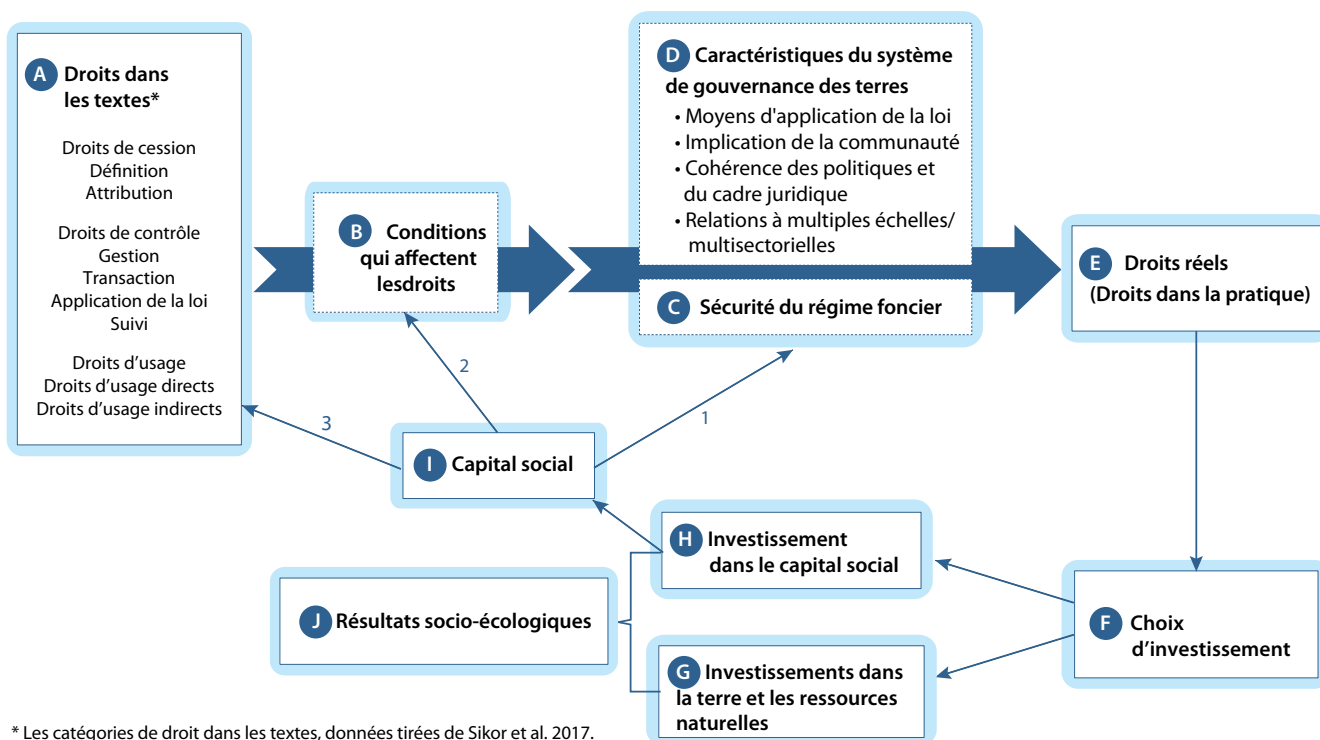 A Droits dans
les textes*
Droits de cession
Définition
Attribution
Droits de contrôle
Gestion
Transaction
Application de la loi
Suivi
Droits d’usage
Droits d’usage directs
Droits d’usage indirects
B Conditions
qui affectent
lesdroits
D Caractéristiques du système
de gouvernance des terres
• Moyens d'application de la loi
• Implication de la communauté
• Cohérence des politiques et
du cadre juridique
• Relations à multiples échelles/
multisectorielles
C Sécurité du régime foncier
E Droits réels
(Droits dans la pratique)
2
3
1
I Capital social
H Investissement
dans le capital social
J Résultats socio-écologiques
F Choix
d’investissement
G Investissements dans
la terre et les ressources
naturelles
* Les catégories de droit dans les textes, données tirées de Sikor et al. 2017.